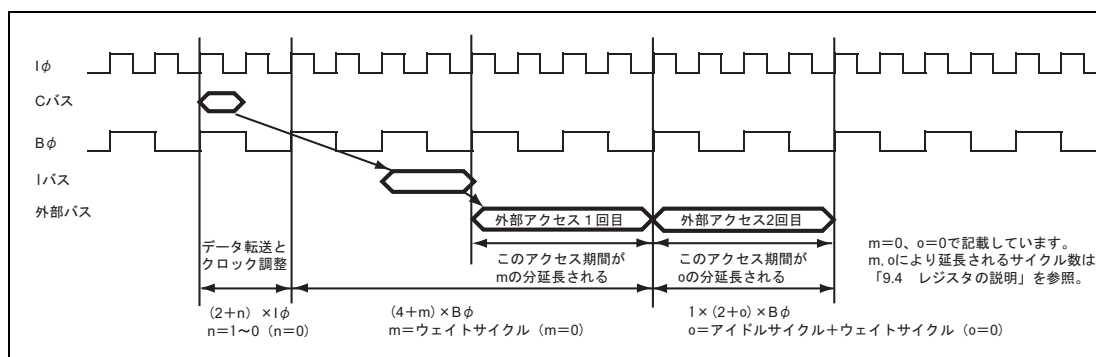 Iφ
Cバス
Bφ
Iバス
外部バス
外部アクセス1回目
外部アクセス2回目
データ転送と
クロック調整
このアクセス期間が
mの分延長される
このアクセス期間が
oの分延長される
m=0、o=0で記載しています。
m, oにより延長されるサイクル数は
「9.4 レジスタの説明」を参照。
(2+n) ×Iφ
n=1~0 (n=0)
(4+m)×Bφ
m=ウェイトサイクル (m=0)
1×(2+o)×Bφ
o=アイドルサイクル+ウェイトサイクル (o=0)